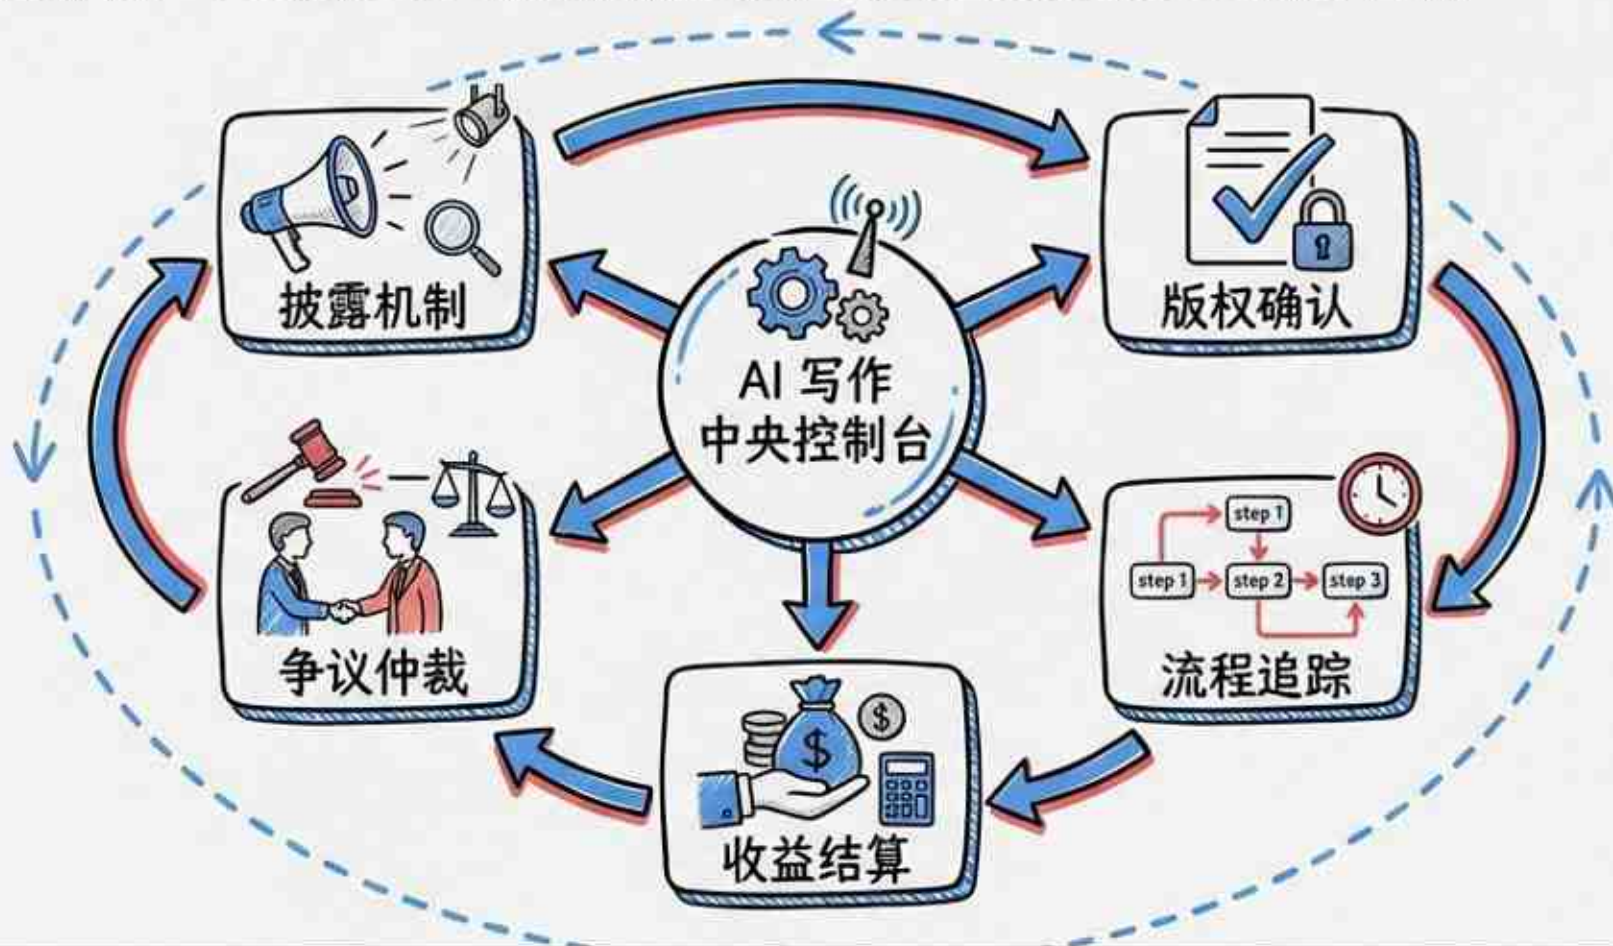 披露机制
版权确认
AI 写作
中央控制台
争议仲裁
step 1
step 1
step 2
step 3
流程追踪
$
$
收益结算